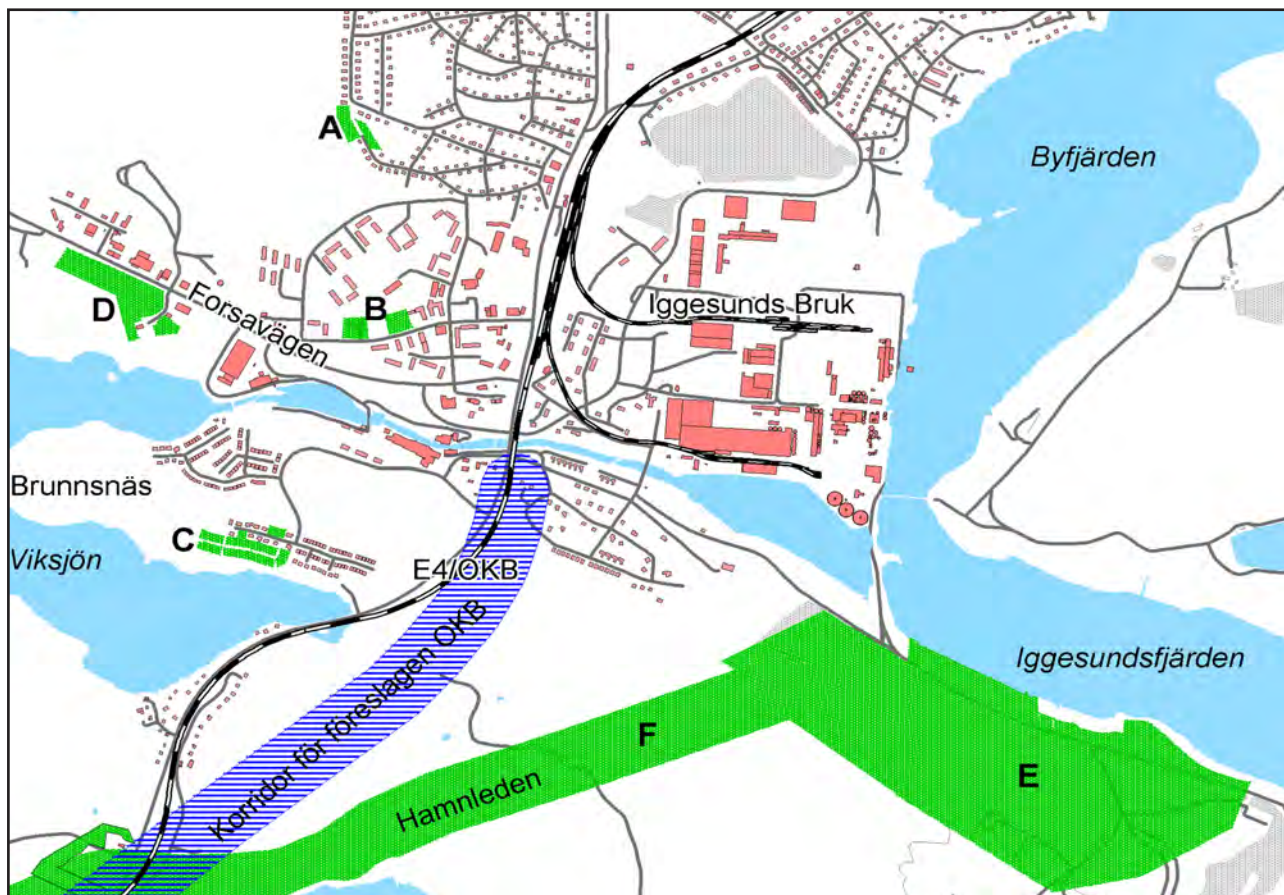 A
Byfjärden
D
Forsavägen
B
Iggesunds Bruk
Brunnsnäs
C
Viksjön
E4/OKB
Iggesundsfjärden
Korridor för föreslagen OKB
F
E
Hamnleden